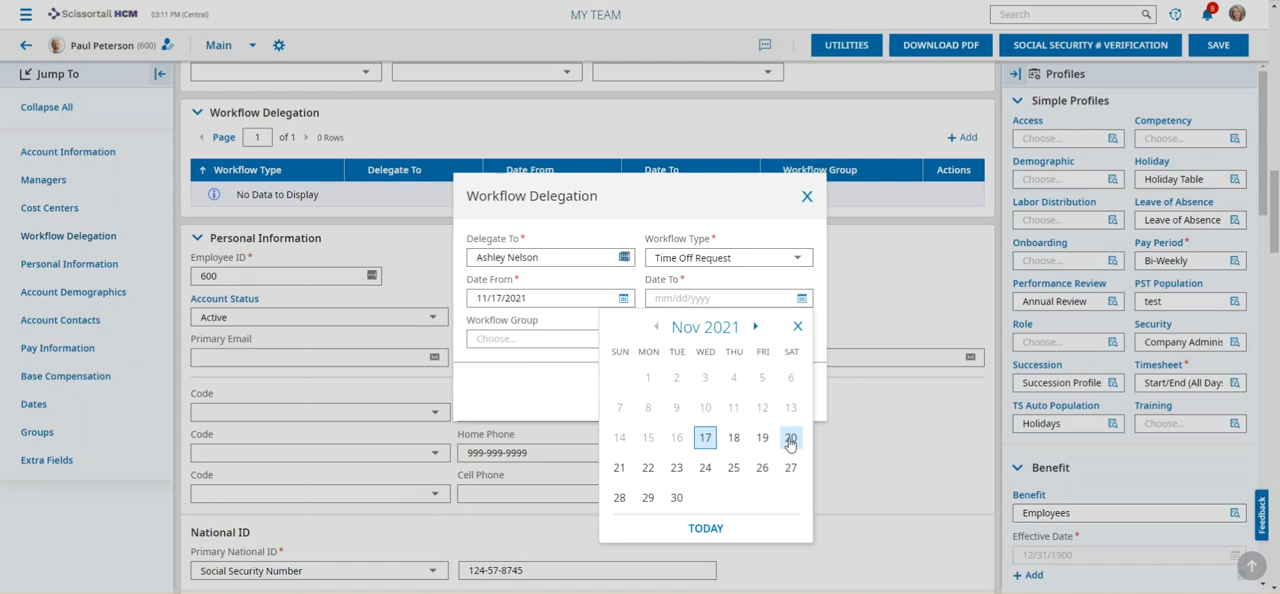 Scissortail HCM
03:11 PM (Central)
MY TEAM
Search
8
Paul Peterson (600)
Main
UTILITIES
DOWNLOAD PDF
SOCIAL SECURITY # VERIFICATION
SAVE
Jump To
Collapse All
Account Information
Managers
Cost Centers
Workflow Delegation
Personal Information
Account Demographics
Account Contacts
Pay Information
Base Compensation
Dates
Groups
Extra Fields
Workflow Delegation
Page 1 of 1 0 Rows
+ Add
Workflow Type Delegate To Date From Date To Workflow Group Actions
No Data to Display
Personal Information
Employee ID*
600
Account Status
Active
Primary Email
Code
Code
Home Phone
999-999-9999
Code
Cell Phone
National ID
Primary National ID*
Social Security Number
124-57-8745
Workflow Delegation
Delegate To* Workflow Type*
Ashley Nelson Time Off Request
Date From* Date To*
11/17/2021 mm/dd/yyyy
Workflow Group
Choose...
Nov 2021
SUN MON TUE WED THU FRI SAT
1 2 3 4 5 6
7 8 9 10 11 12 13
14 15 16 17 18 19 20
21 22 23 24 25 26 27
28 29 30
TODAY
Profiles
Simple Profiles
Access Competency
Choose... Choose...
Demographic Holiday
Choose... Holiday Table
Labor Distribution Leave of Absence
Choose... Leave of Absence
Onboarding Pay Period*
Choose... Bi-Weekly
Performance Review PST Population
Annual Review test
Role Security
Choose... Company Adminis
Succession Timesheet*
Succession Profile Start/End (All Day
TS Auto Population Training
Holidays Choose...
Benefit
Benefit
Employees
Effective Date*
12/31/1900
+ Add
Feedback